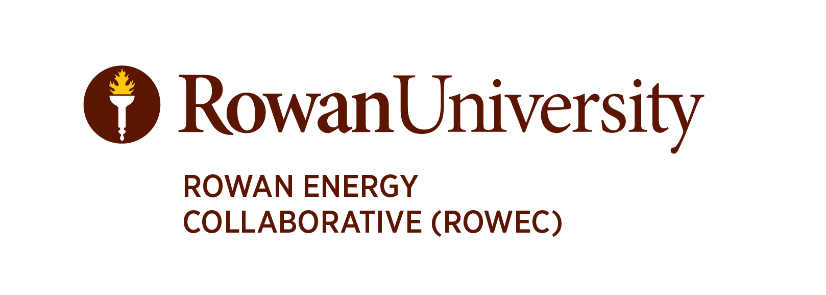 RowanUniversity
ROWAN ENERGY
COLLABORATIVE (ROWEC)